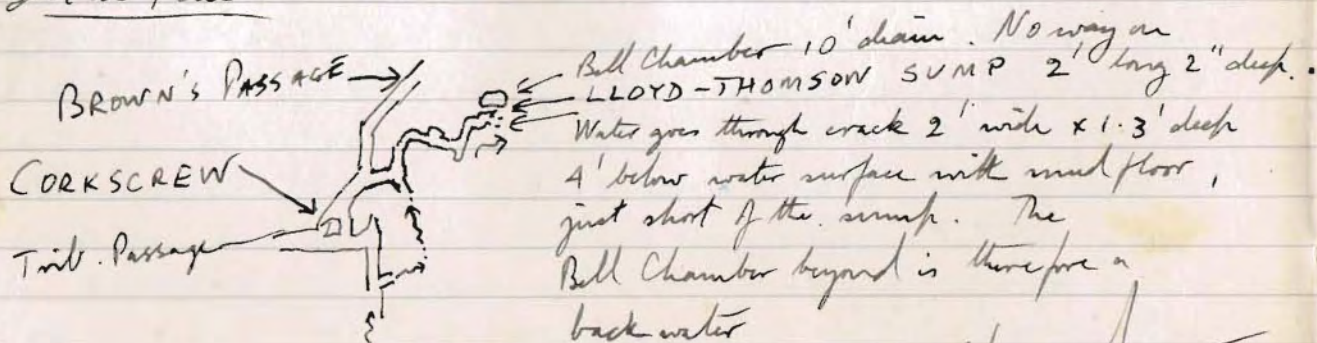 BROWN'S PASSAGE
CORKSCREW
Trib. Passage
Bell Chamber 10' diam. No way on
LLOYD-THOMSON SUMP 2' long 2" deep.
Water goes through crack 2' wide x 1.3' deep
4' below water surface with mud floor,
just short of the sump. The
Bell Chamber beyond is therefore a
back water